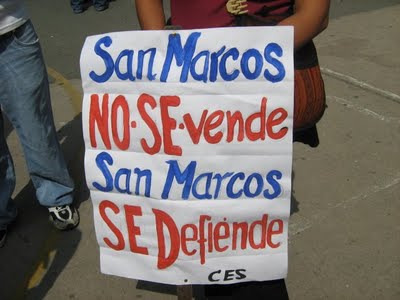 San Marcos
NO·SE·vende
San Marcos
SE Defiende
CES